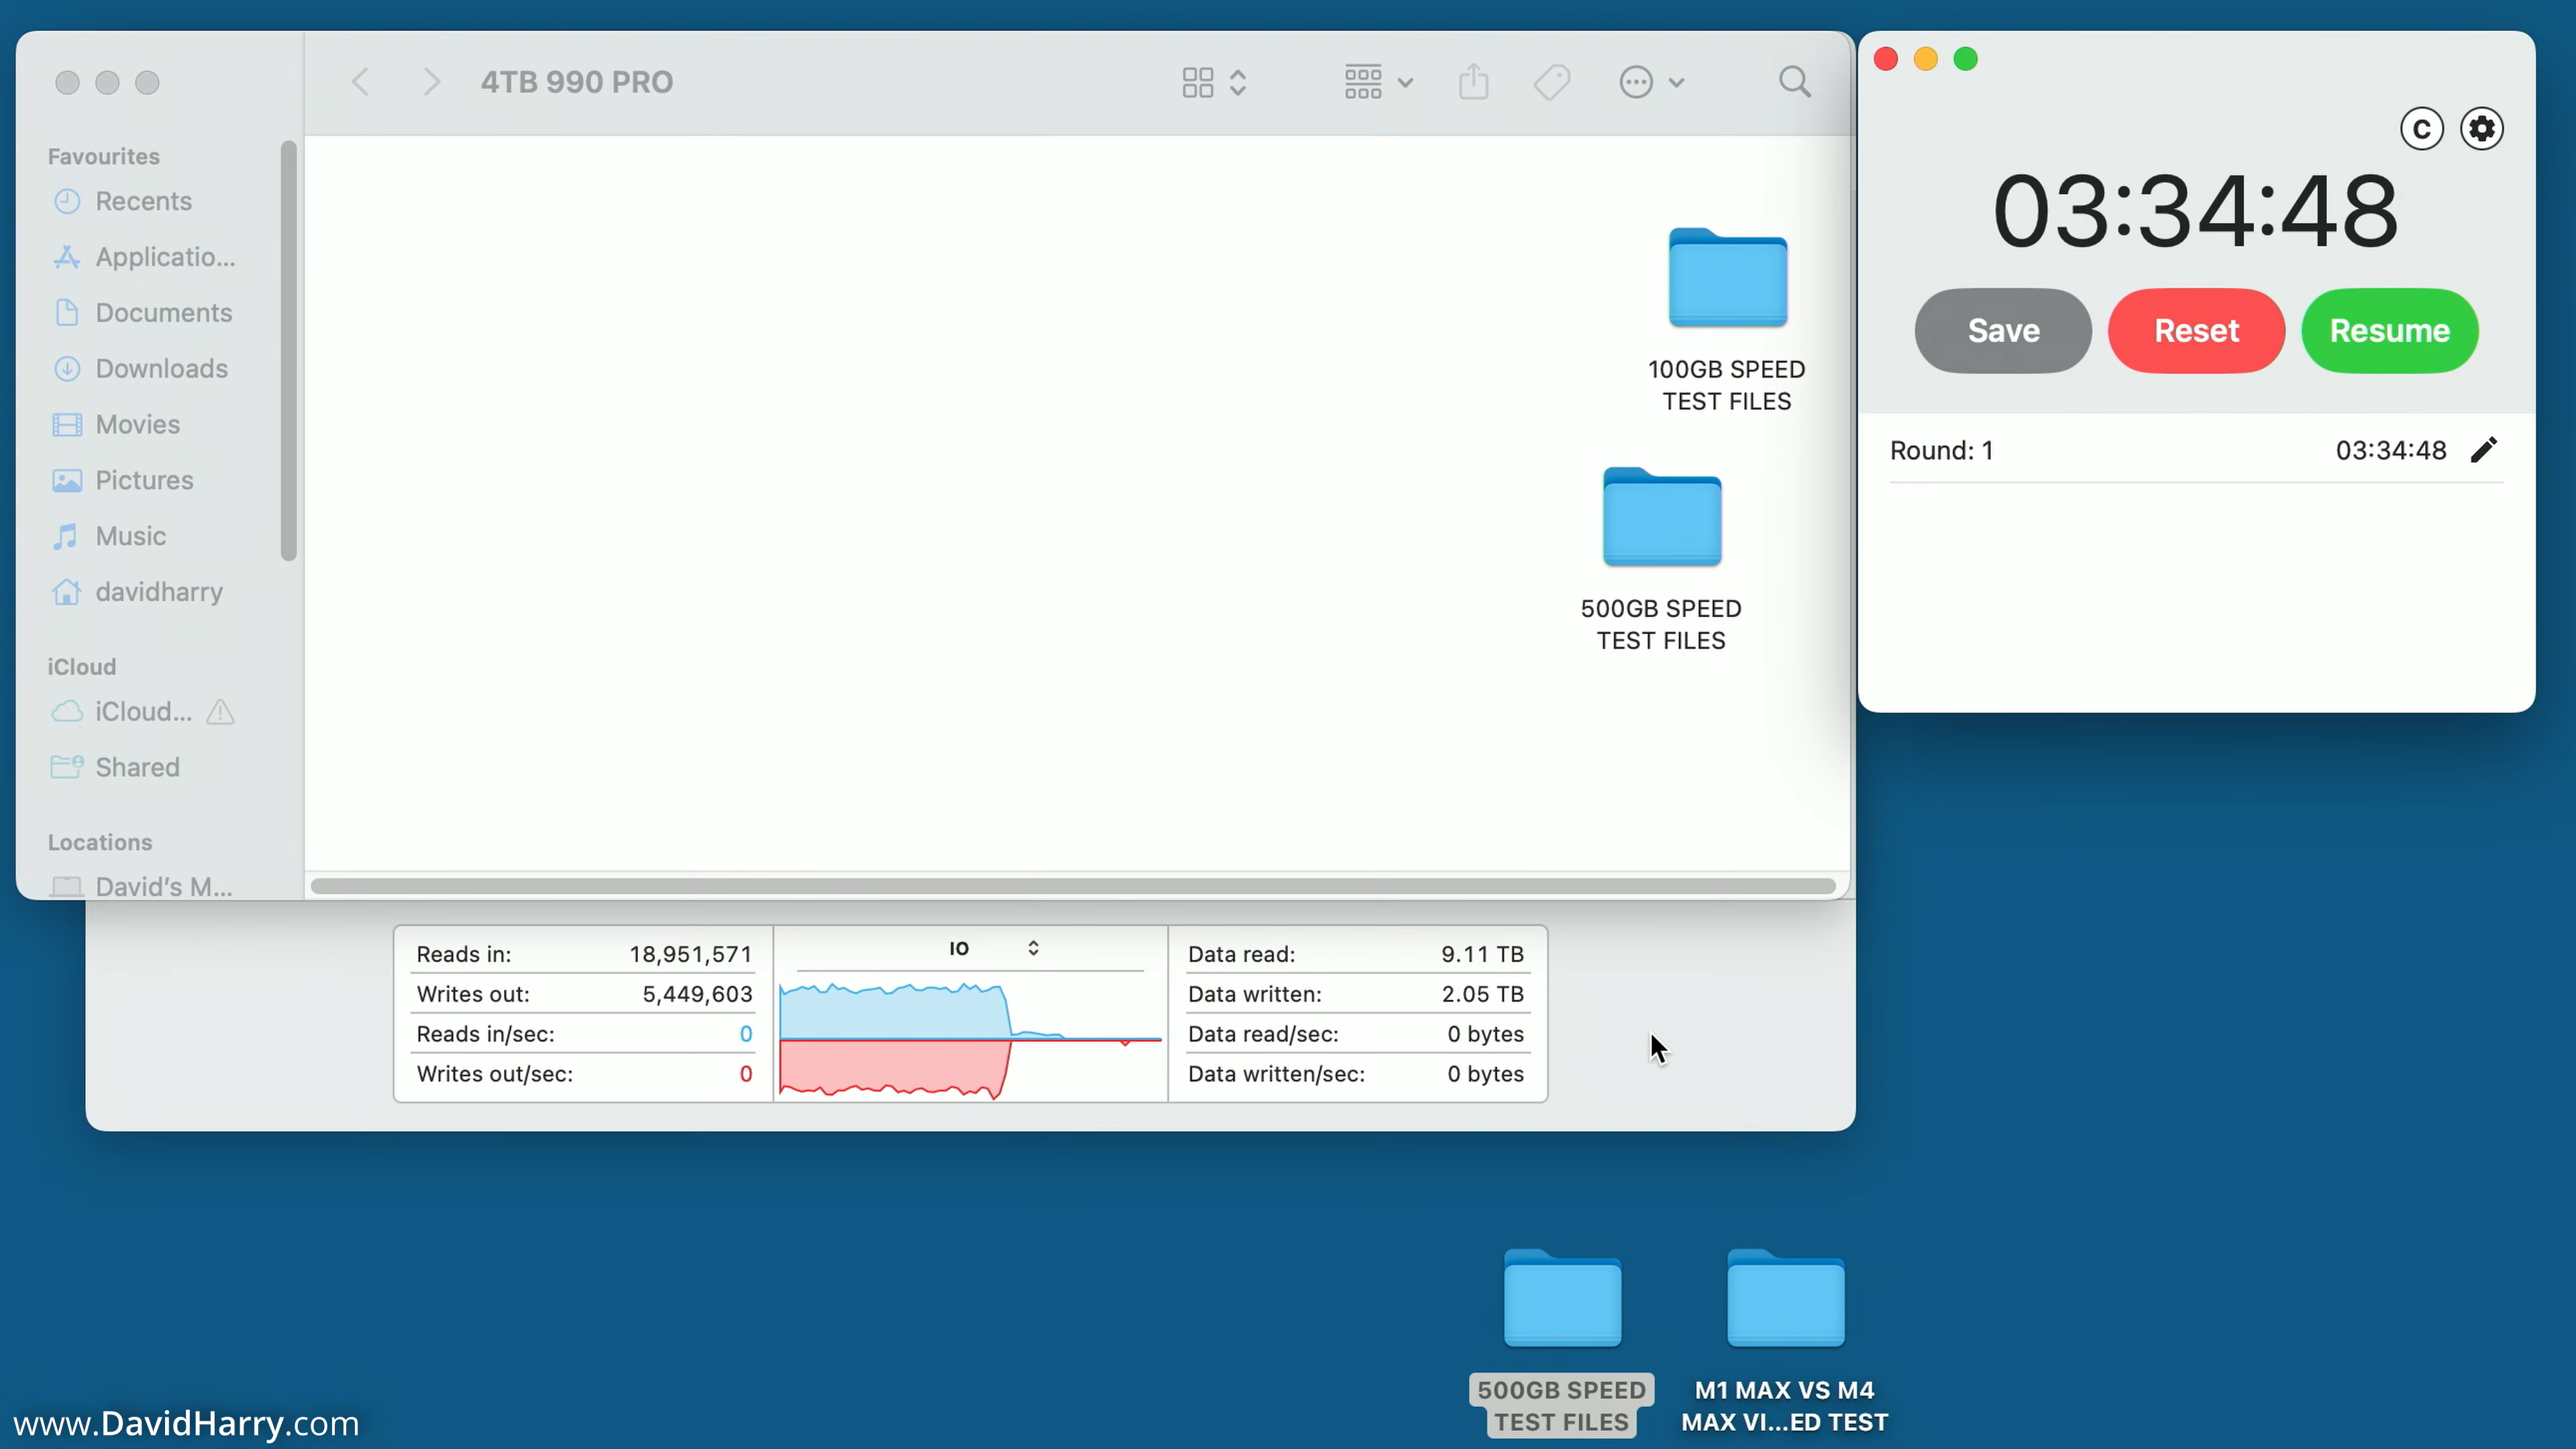 4TB 990 PRO
Favourites
Recents
Applicatio...
Documents
Downloads
Movies
Pictures
Music
davidharry
iCloud
iCloud...
Shared
Locations
David's M...
100GB SPEED
TEST FILES
500GB SPEED
TEST FILES
C
03:34:48
Save Reset Resume
Round: 1 03:34:48
Reads in: 18,951,571
Writes out: 5,449,603
Reads in/sec: 0
Writes out/sec: 0
IO
Data read: 9.11 TB
Data written: 2.05 TB
Data read/sec: 0 bytes
Data written/sec: 0 bytes
500GB SPEED
TEST FILES
M1 MAX VS M4
MAX VI...ED TEST
www.DavidHarry.com